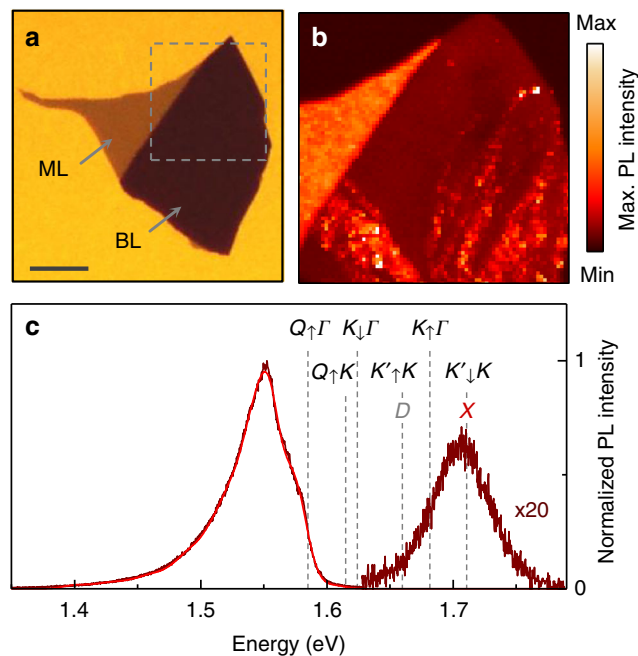 a
ML
BL
b
Max
Max. PL intensity
Min
c
Q↑Γ K↓Γ K↑Γ
Q↑K K′↑K K′↓K
D X
x20
1
0
Normalized PL intensity
1.4 1.5 1.6 1.7
Energy (eV)